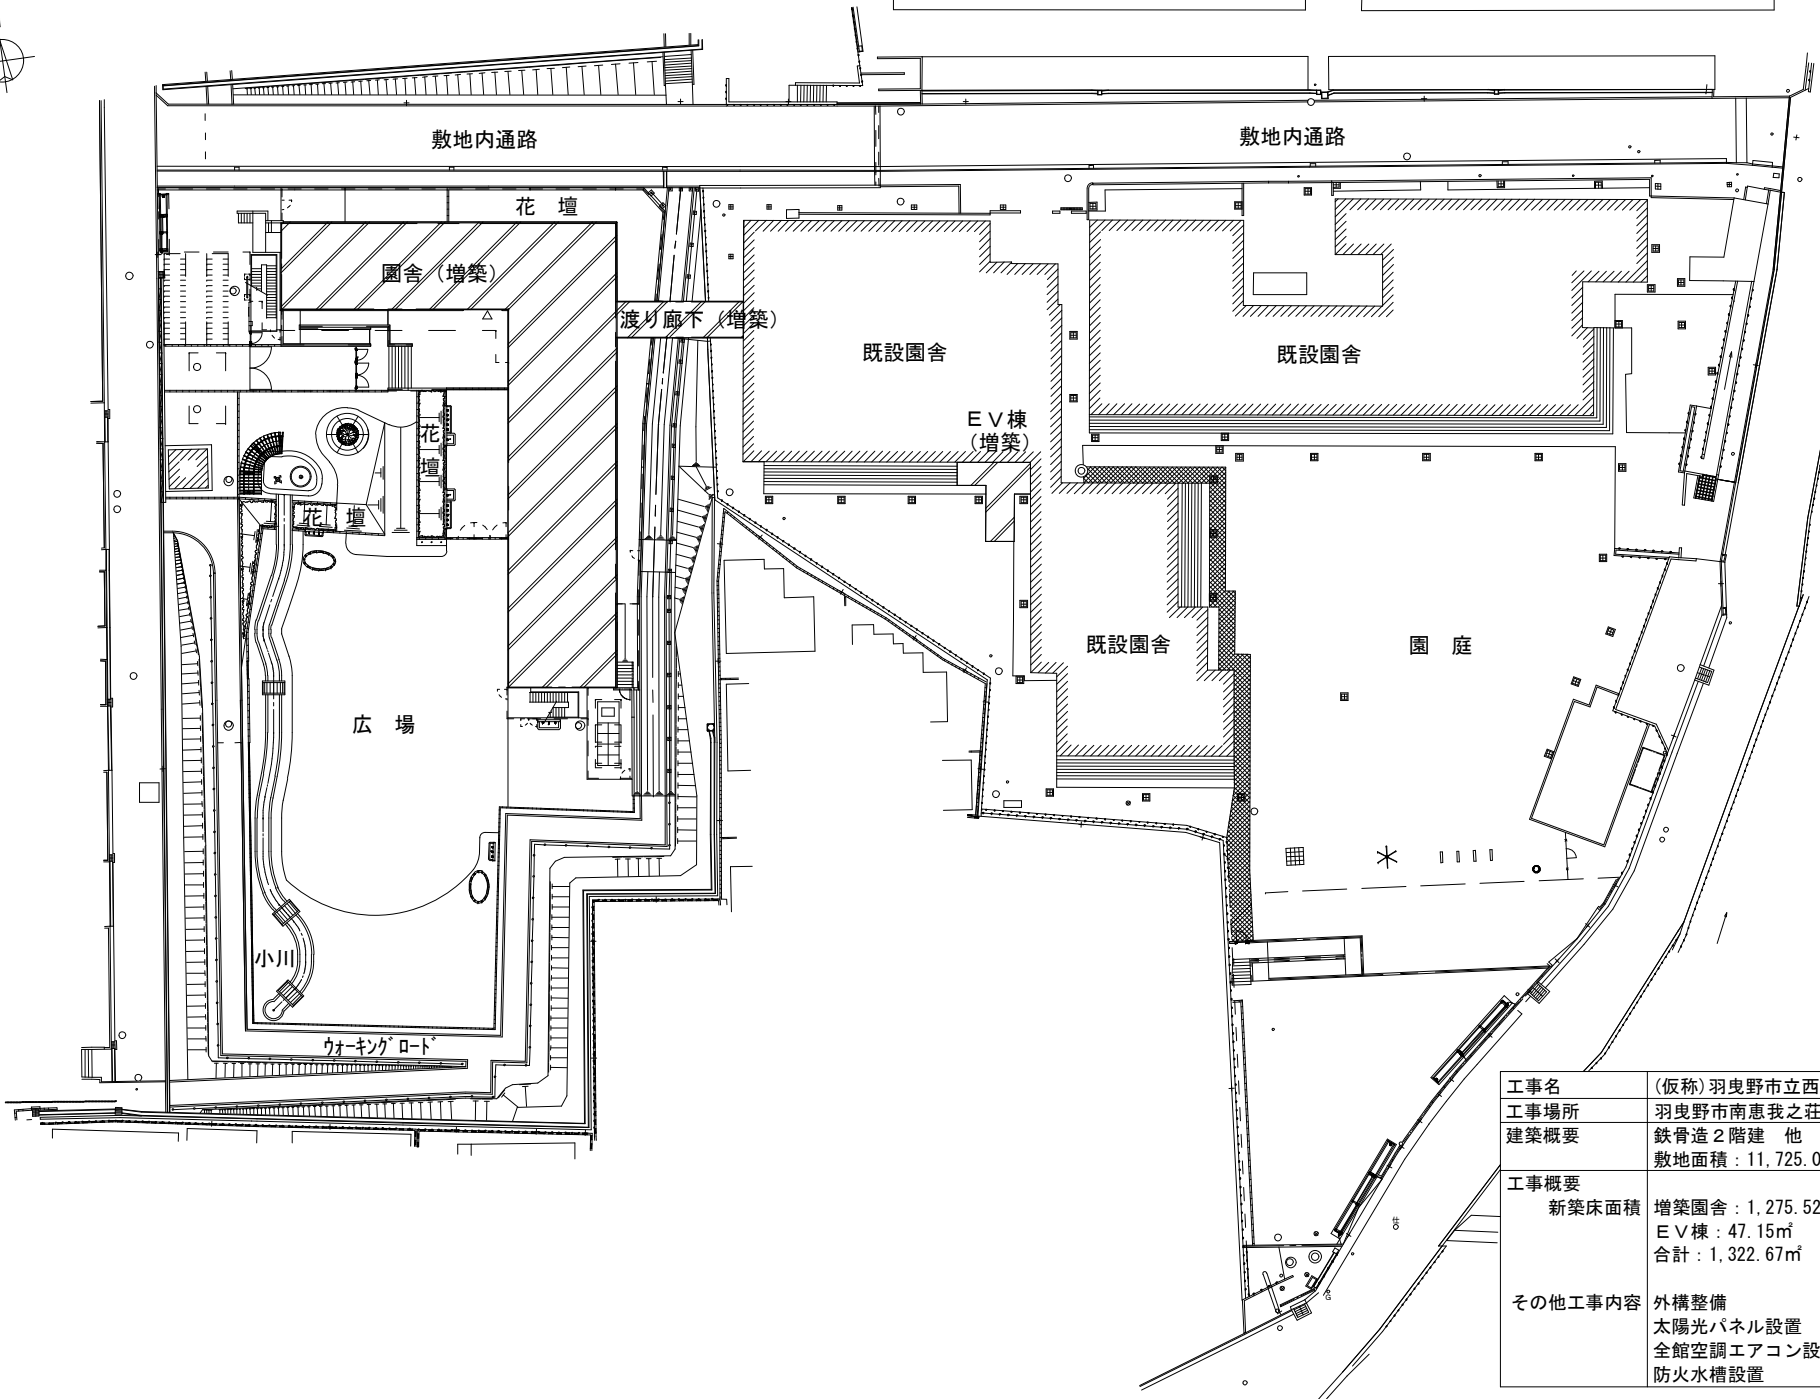 敷地内通路
敷地内通路
花 壇
園舎（増築）
渡り廊下（増築）
既設園舎
既設園舎
ＥＶ棟
（増築）
花
壇
花 壇
既設園舎
園 庭
広 場
小川
ｳｫｰｷﾝｸﾞﾛｰﾄﾞ
工事名 (仮称)羽曳野市立西
工事場所 羽曳野市南恵我之荘
建築概要 鉄骨造２階建 他
敷地面積：11,725.0
工事概要
新築床面積 増築園舎：1,275.52
ＥＶ棟：47.15㎡
合計：1,322.67㎡
その他工事内容 外構整備
太陽光パネル設置
全館空調エアコン設
防火水槽設置
仕
G